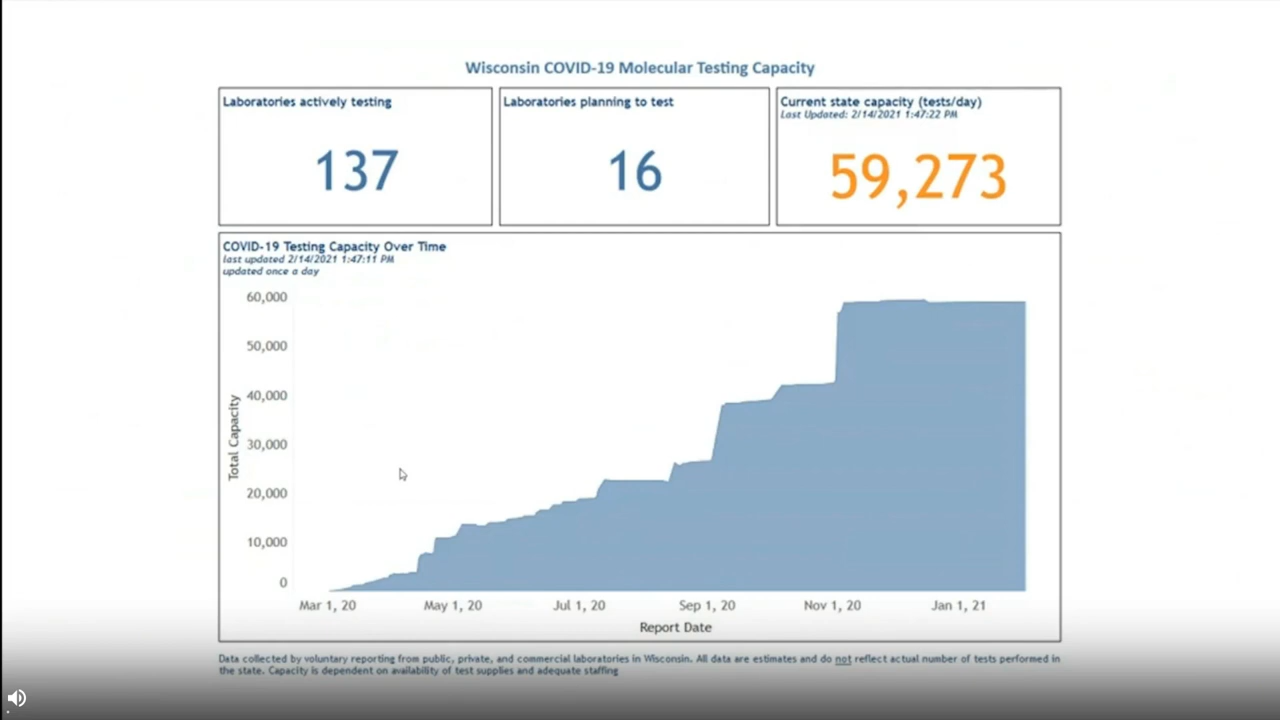 Wisconsin COVID-19 Molecular Testing Capacity
Laboratories actively testing
137
Laboratories planning to test
16
Current state capacity (tests/day)
Last Updated: 2/14/2021 1:47:22 PM
59,273
COVID-19 Testing Capacity Over Time
last updated 2/14/2021 1:47:11 PM
updated once a day
Total Capacity
60,000
50,000
40,000
30,000
20,000
10,000
0
Mar 1, 20
May 1, 20
Jul 1, 20
Sep 1, 20
Nov 1, 20
Jan 1, 21
Report Date
Data collected by voluntary reporting from public, private, and commercial laboratories in Wisconsin. All data are estimates and do not reflect actual number of tests performed in
the state. Capacity is dependent on availability of test supplies and adequate staffing